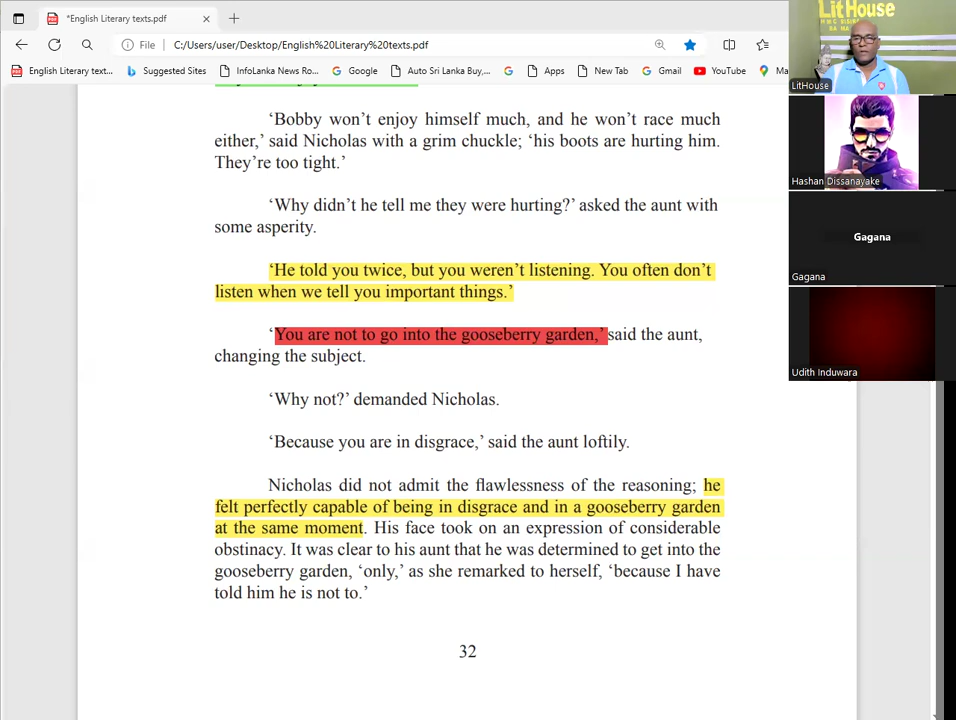 *English Literary texts.pdf
File
C:/Users/user/Desktop/English%20Literary%20texts.pdf
English Literary text...
Suggested Sites
InfoLanka News Ro...
Google
Auto Sri Lanka Buy,...
Apps
New Tab
Gmail
YouTube
Ma
‘Bobby won’t enjoy himself much, and he won’t race much
either,’ said Nicholas with a grim chuckle; ‘his boots are hurting him.
They’re too tight.’
‘Why didn’t he tell me they were hurting?’ asked the aunt with
some asperity.
‘He told you twice, but you weren’t listening. You often don’t
listen when we tell you important things.’
‘You are not to go into the gooseberry garden,’ said the aunt,
changing the subject.
‘Why not?’ demanded Nicholas.
‘Because you are in disgrace,’ said the aunt loftily.
Nicholas did not admit the flawlessness of the reasoning; he
felt perfectly capable of being in disgrace and in a gooseberry garden
at the same moment. His face took on an expression of considerable
obstinacy. It was clear to his aunt that he was determined to get into the
gooseberry garden, ‘only,’ as she remarked to herself, ‘because I have
told him he is not to.’
32
LitHouse
LitHouse
Hashan Dissanayake
Gagana
Gagana
Udith Induwara